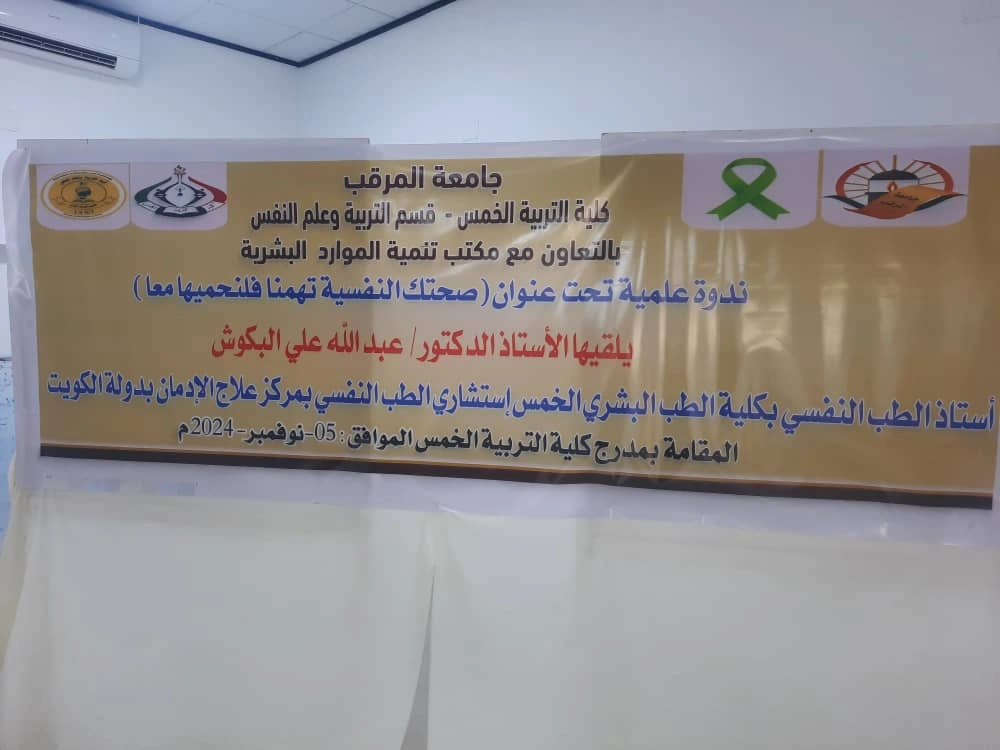 جامعة المرقب
كلية التربية الخمس - قسم التربية وعلم النفس
بالتعاون مع مكتب تنمية الموارد البشرية
ندوة علمية تحت عنوان (صحتك النفسية تهمنا فلنحميها معا)
يلقيها الأستاذ الدكتور/ عبد الله علي البكوش
أستاذ الطب النفسي بكلية الطب البشري الخمس إستشاري الطب النفسي بمركز علاج الإدمان بدولة الكويت
المقامة بمدرج كلية التربية الخمس الموافق : 05-نوفمبر-2024م